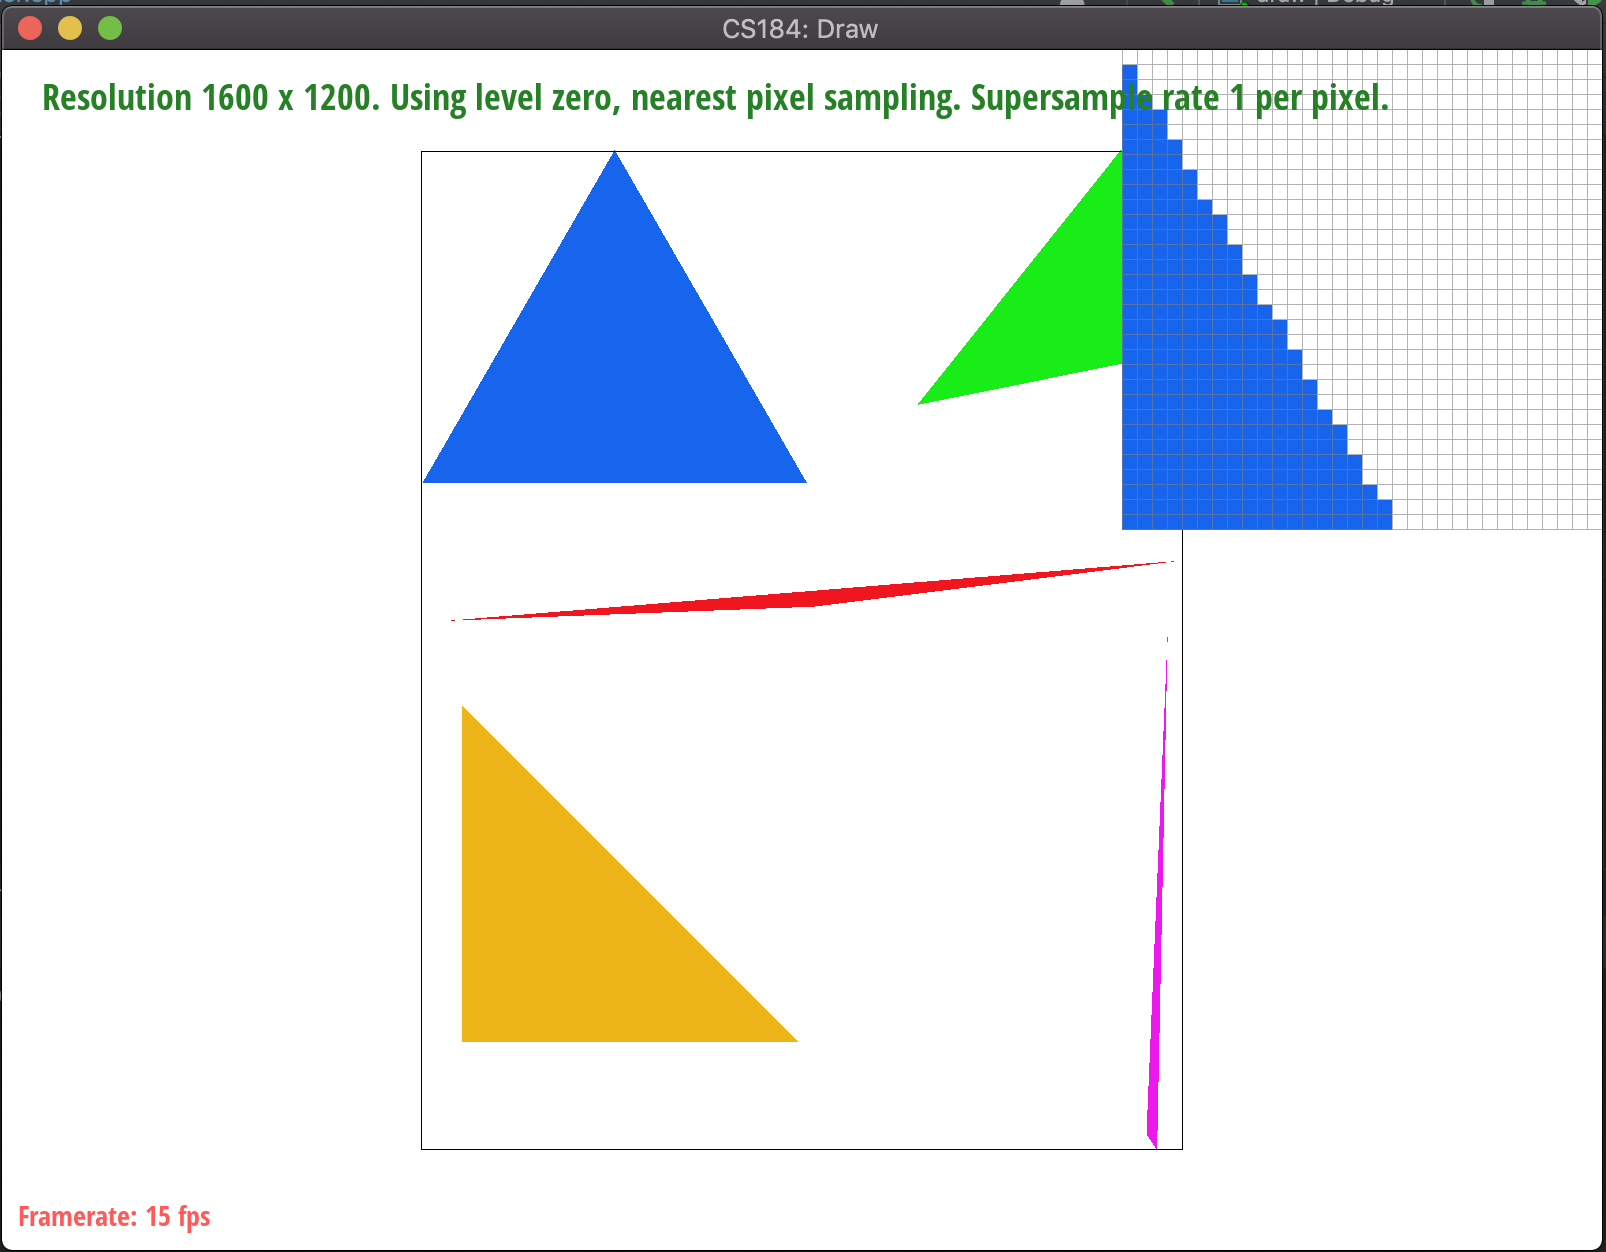 CS184: Draw
Resolution 1600 x 1200. Using level zero, nearest pixel sampling. Supersample rate 1 per pixel.
Framerate: 15 fps